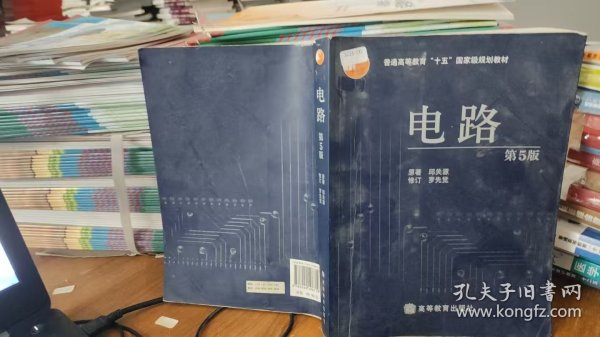 普通高等教育“十五”国家级规划教材
电路
第5版
原著 邱关源
修订 罗先觉
高等教育出版社
电路
第5版
孔夫子旧书网
www.kongfz.com